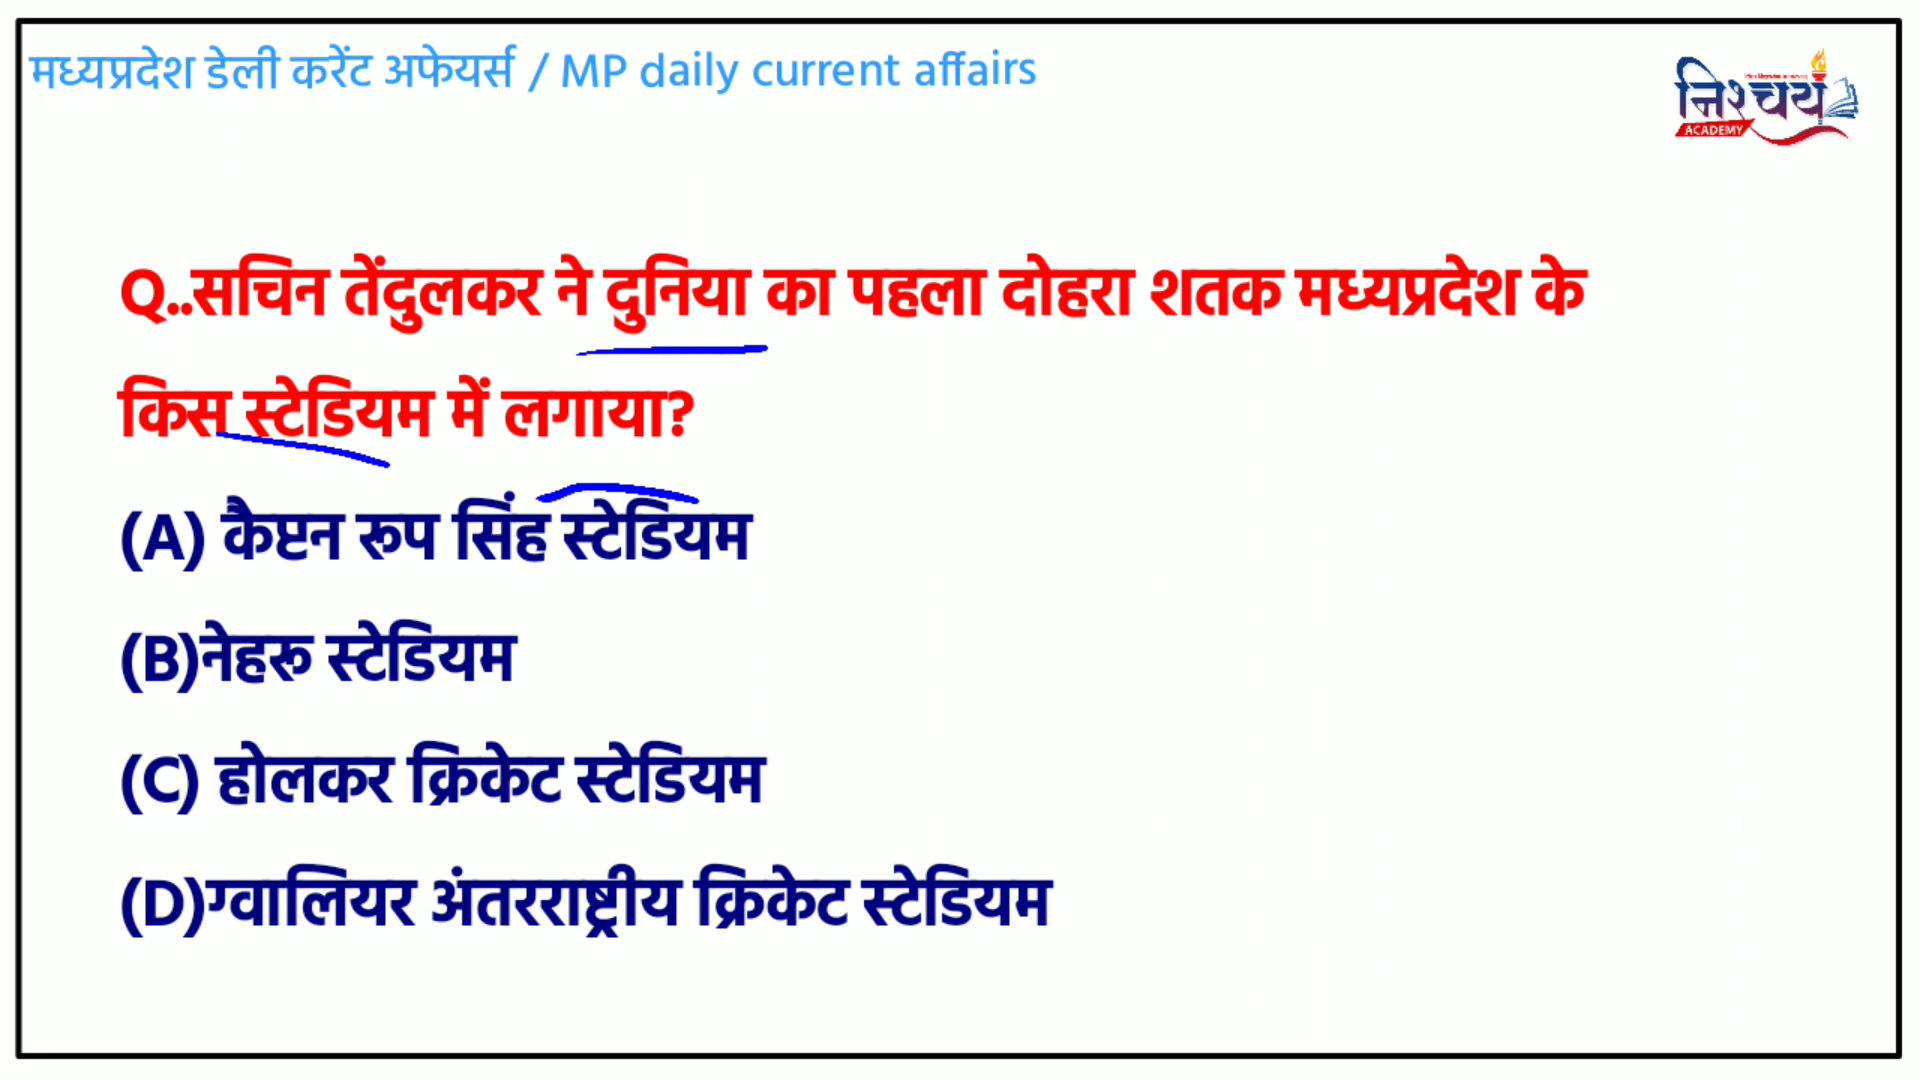 मध्यप्रदेश डेली करेंट अफेयर्स / MP daily current affairs
निश्चय
ACADEMY
Q..सचिन तेंदुलकर ने दुनिया का पहला दोहरा शतक मध्यप्रदेश के
किस स्टेडियम में लगाया?
(A) कैप्टन रूप सिंह स्टेडियम
(B)नेहरू स्टेडियम
(C) होलकर क्रिकेट स्टेडियम
(D)ग्वालियर अंतरराष्ट्रीय क्रिकेट स्टेडियम